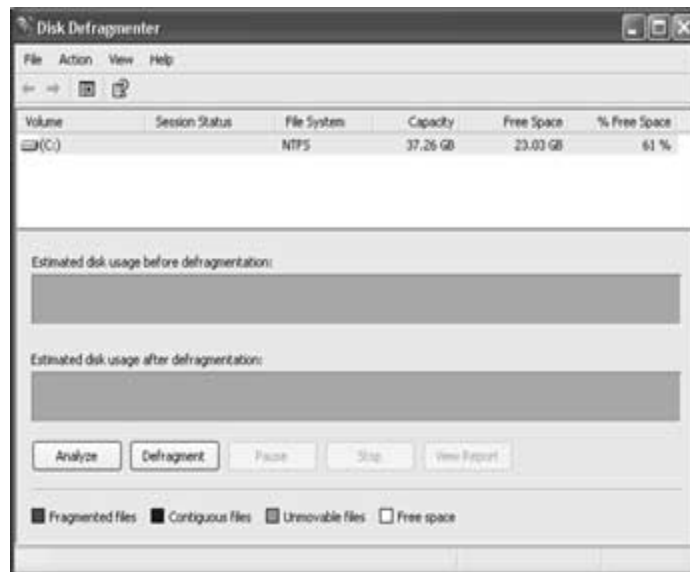 Disk Defragmenter
File Action View Help
Volume Session Status File System Capacity Free Space % Free Space
(C:) NTFS 37.26 GB 23.03 GB 61 %
Estimated disk usage before defragmentation:
Estimated disk usage after defragmentation:
Analyze Defragment Pause Stop View Report
Fragmented files Contiguous files Unmovable files Free space